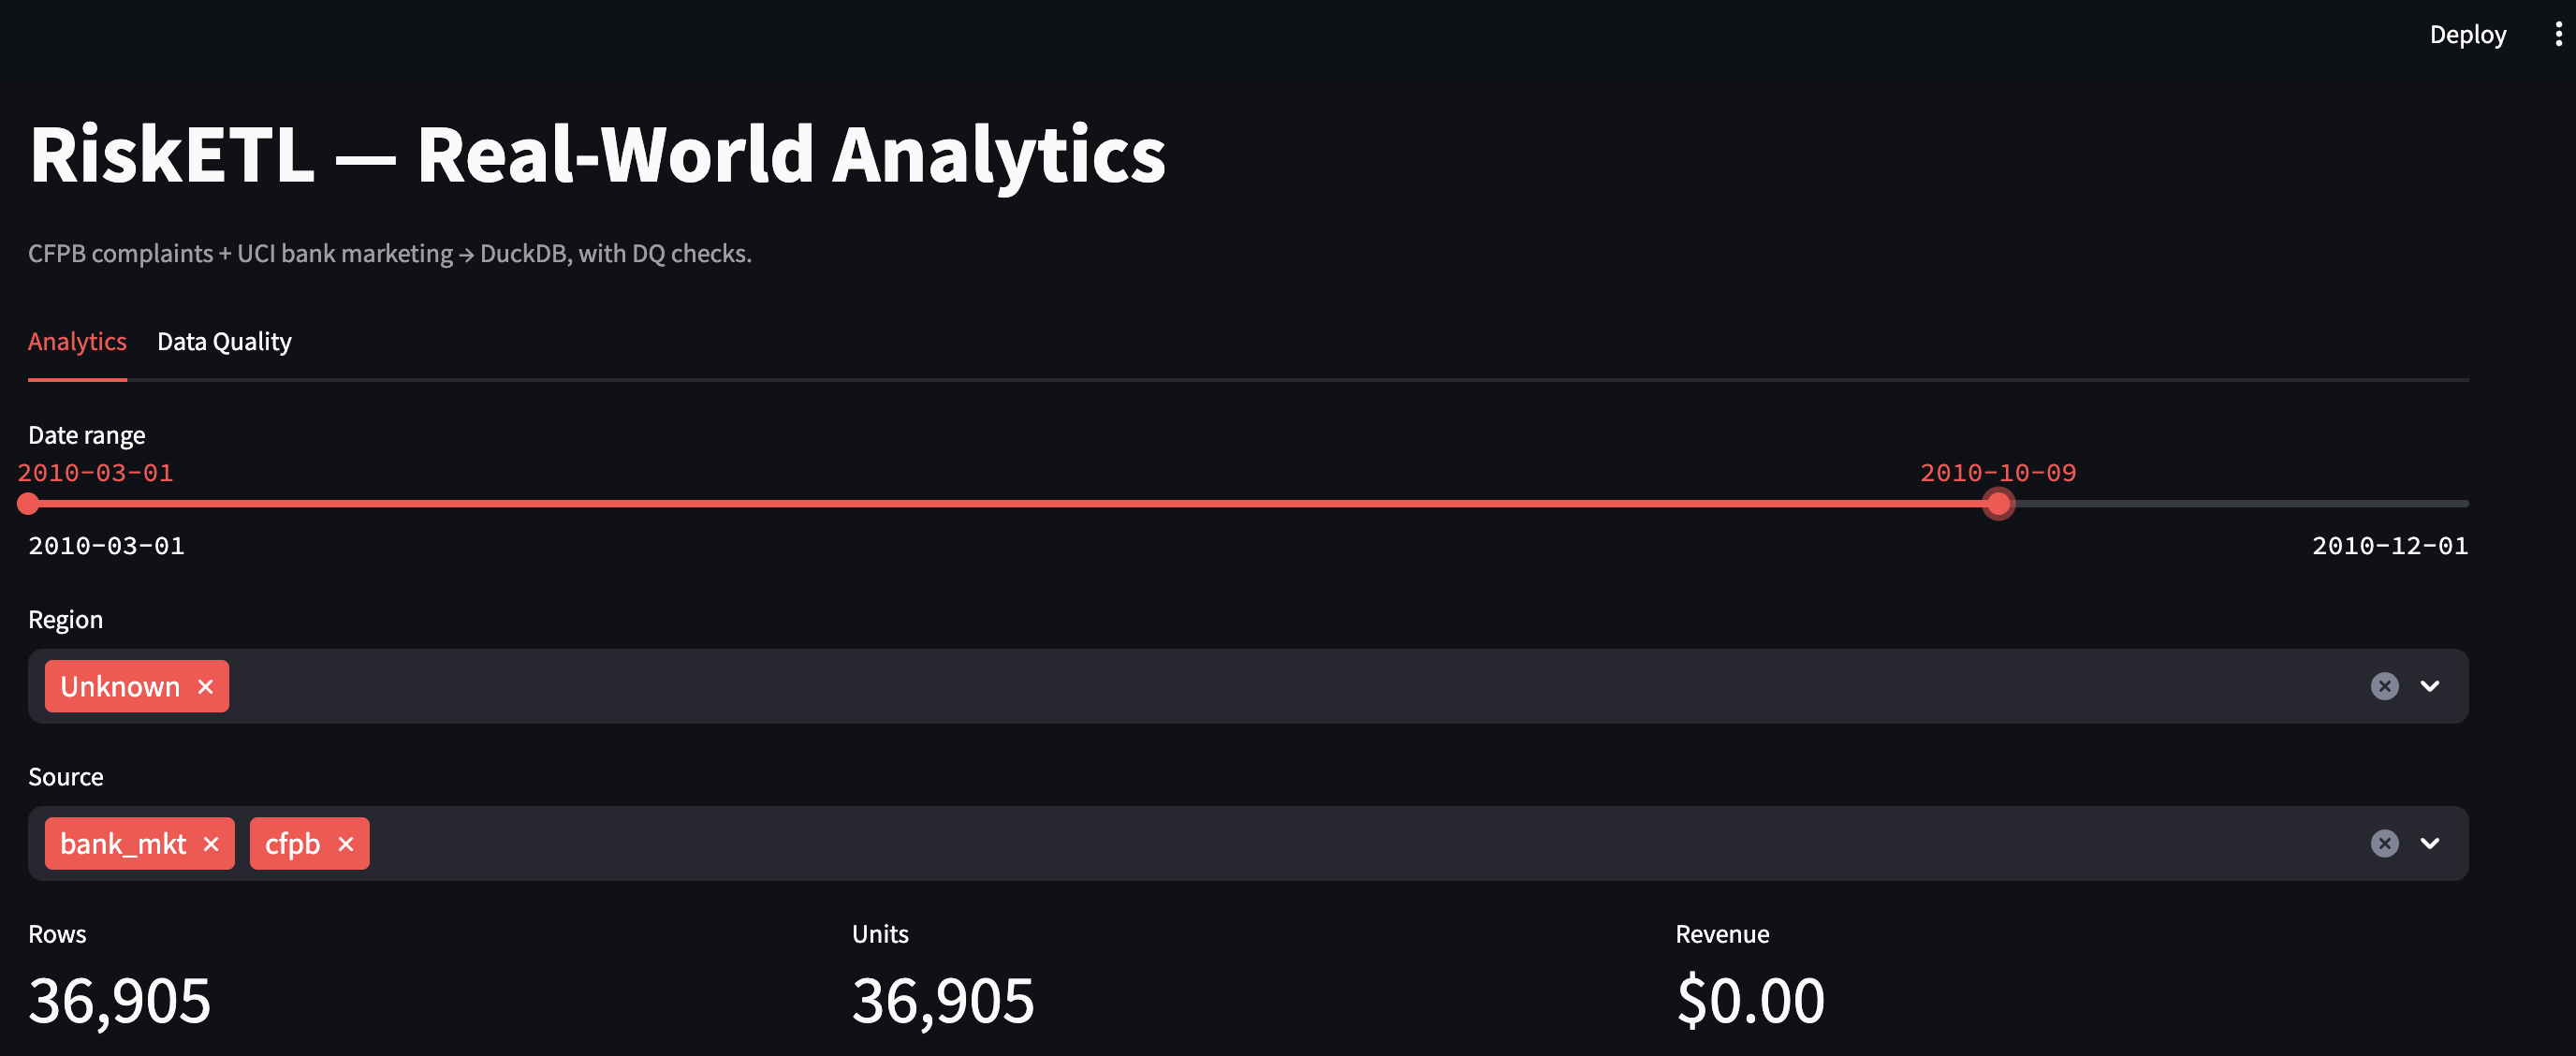 Deploy
RiskETL — Real-World Analytics
CFPB complaints + UCI bank marketing → DuckDB, with DQ checks.
Analytics Data Quality
Date range
2010-03-01 2010-10-09
2010-03-01 2010-12-01
Region
Unknown
Source
bank_mkt cfpb
Rows Units Revenue
36,905 36,905 $0.00